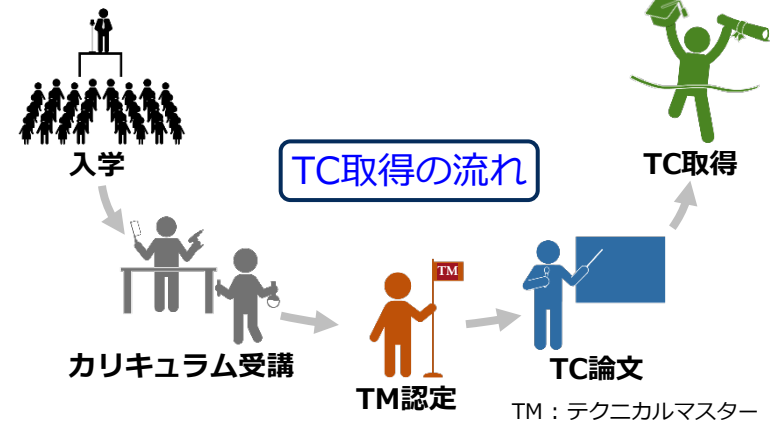 入学
TC取得の流れ
TC取得
カリキュラム受講
TM
TM認定
TC論文
TM：テクニカルマスター